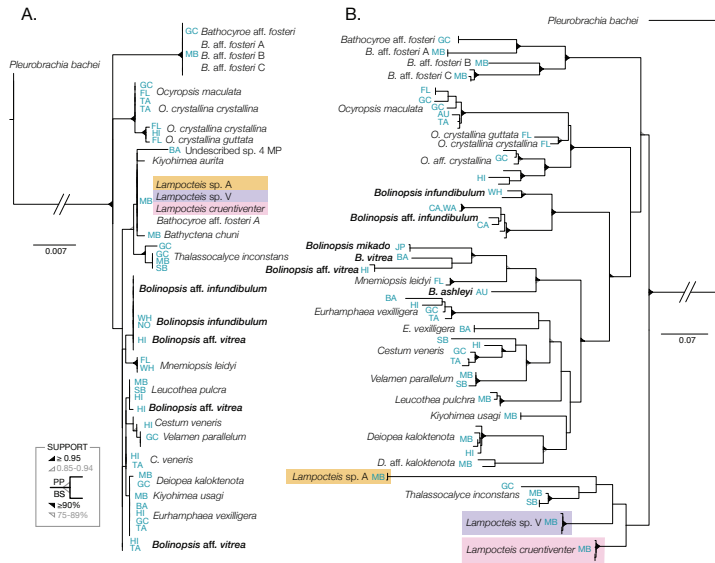 A.
Pleurobrachia bachei
GC Bathocyroe aff. fosteri
B. aff. fosteri A
MB B. aff. fosteri B
B. aff. fosteri C
GC
FL Ocyropsis maculata
TA
TA O. crystallina crystallina
FL O. crystallina crystallina
HI
FL O. crystallina guttata
BA Undescribed sp. 4 MP
Kiyohimea aurita
Lampocteis sp. A
MB Lampocteis sp. V
Lampocteis cruentiventer
Bathocyroe aff. fosteri A
MB Bathyctena chuni
GC
GC Thalassocalyce inconstans
MB
SB
Bolinopsis aff. infundibulum
WH Bolinopsis infundibulum
NO
HI Bolinopsis aff. vitrea
FL Mnemiopsis leidyi
WH
MB
SB Leucothea pulcra
HI
HI Bolinopsis aff. vitrea
HI Cestum veneris
GC Velamen parallelum
HI C. veneris
TA
MB Deiopea kaloktenota
GC
MB Kiyohimea usagi
BA
HI Eurhamphaea vexilligera
GC
TA
HI Bolinopsis aff. vitrea
TA
0.007
SUPPORT
≥ 0.95
0.85-0.94
PP
BS
≥90%
75-89%
B.
Pleurobrachia bachei
Bathocyroe aff. fosteri GC
B. aff. fosteri A MB
B. aff. fosteri B MB
B. aff. fosteri C MB
FL
GC
Ocyropsis maculata GC
AU
TA
O. crystallina guttata FL
O. crystallina crystallina FL
O. aff. crystallina GC
HI
Bolinopsis infundibulum WH
CA,WA
Bolinopsis aff. infundibulum
CA
Bolinopsis mikado JP
B. vitrea BA
Bolinopsis aff. vitrea HI
Mnemiopsis leidyi FL
B. ashleyi AU
BA
HI
Eurhamphaea vexilligera GC
TA
E. vexilligera BA
SB
HI
Cestum veneris GC
TA
Velamen parallelum MB
SB
Leucothea pulchra MB
Kiyohimea usagi MB
Deiopea kaloktenota MB
HI
D. aff. kaloktenota MB
Lampocteis sp. A MB
GC
Thalassocalyce inconstans MB
SB
Lampocteis sp. V MB
Lampocteis cruentiventer MB
0.07